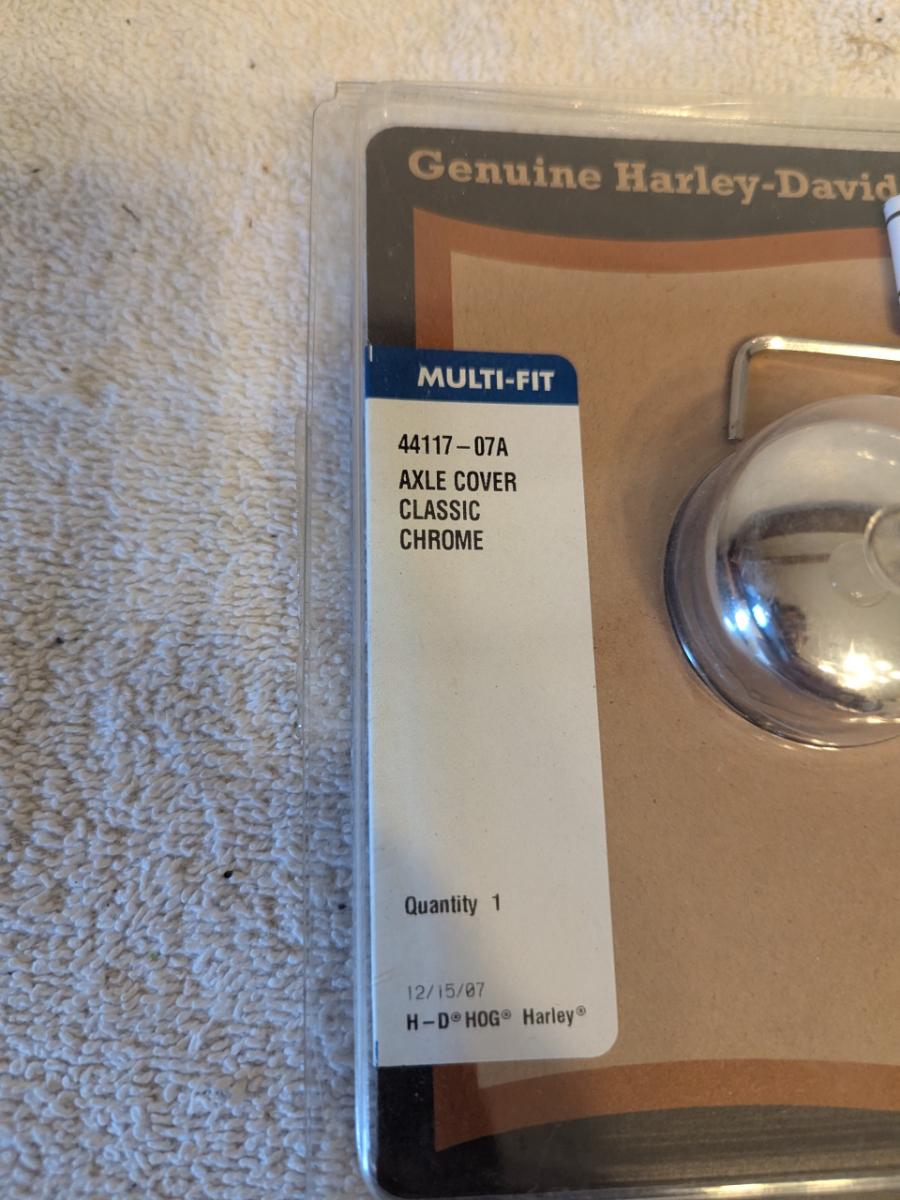 Genuine Harley-David
MULTI-FIT
44117-07A
AXLE COVER
CLASSIC
CHROME
Quantity 1
12/15/07
H-D® HOG® Harley®